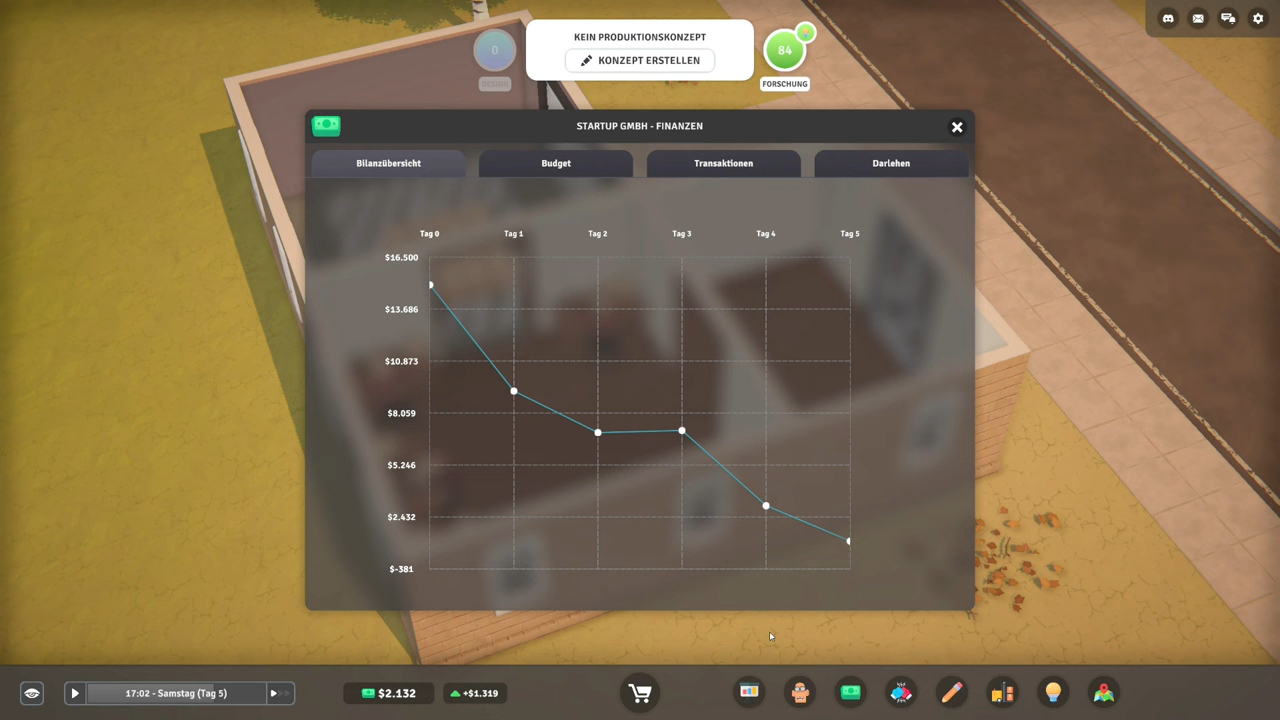 KEIN PRODUKTIONSKONZEPT
0
KONZEPT ERSTELLEN
84
DESIGN
FORSCHUNG
STARTUP GMBH - FINANZEN
Bilanzübersicht
Budget
Transaktionen
Darlehen
Tag 0
Tag 1
Tag 2
Tag 3
Tag 4
Tag 5
$16.500
$13.686
$10.873
$8.059
$5.246
$2.432
$-381
17:02 - Samstag (Tag 5)
$2.132
+$1.319